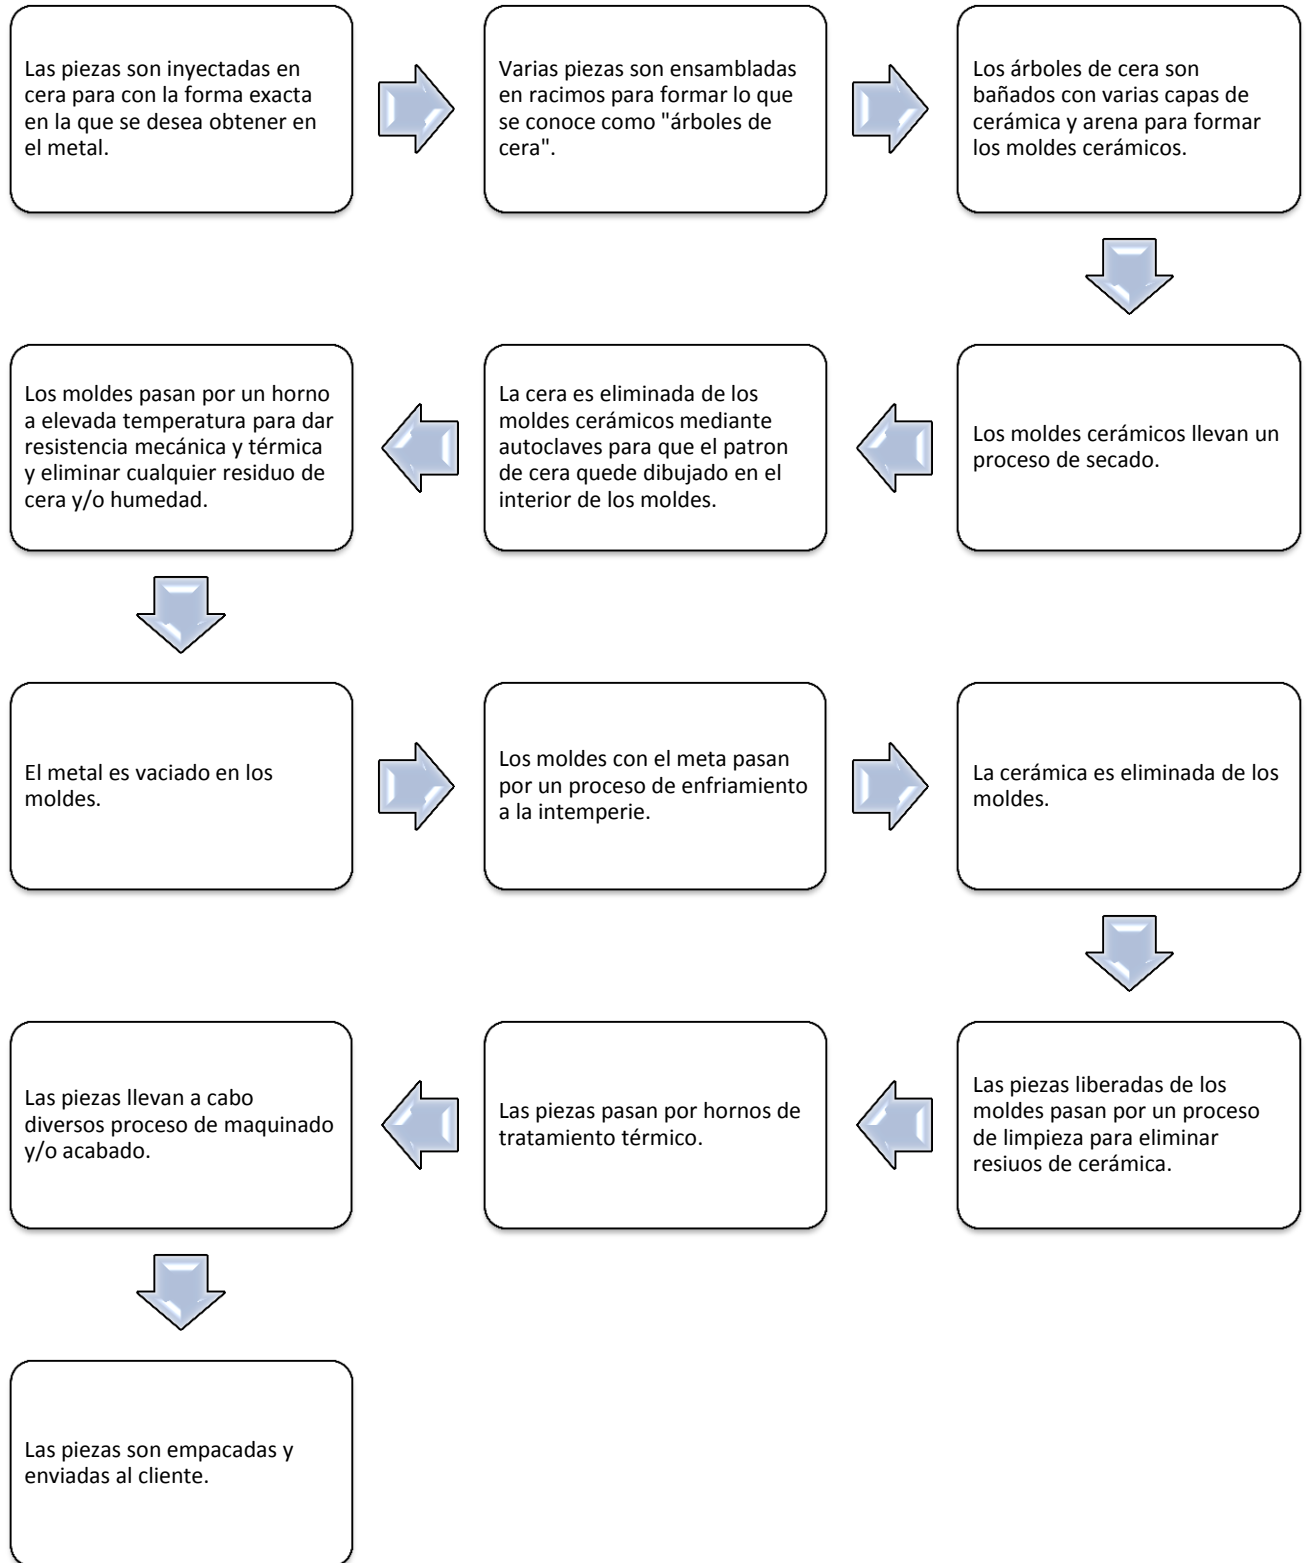 Las piezas son inyectadas en
cera para con la forma exacta
en la que se desea obtener en
el metal.
Varias piezas son ensambladas
en racimos para formar lo que
se conoce como "árboles de
cera".
Los árboles de cera son
bañados con varias capas de
cerámica y arena para formar
los moldes cerámicos.
Los moldes cerámicos llevan un
proceso de secado.
La cera es eliminada de los
moldes cerámicos mediante
autoclaves para que el patron
de cera quede dibujado en el
interior de los moldes.
Los moldes pasan por un horno
a elevada temperatura para dar
resistencia mecánica y térmica
y eliminar cualquier residuo de
cera y/o humedad.
El metal es vaciado en los
moldes.
Los moldes con el meta pasan
por un proceso de enfriamiento
a la intemperie.
La cerámica es eliminada de los
moldes.
Las piezas liberadas de los
moldes pasan por un proceso
de limpieza para eliminar
resiuos de cerámica.
Las piezas pasan por hornos de
tratamiento térmico.
Las piezas llevan a cabo
diversos proceso de maquinado
y/o acabado.
Las piezas son empacadas y
enviadas al cliente.